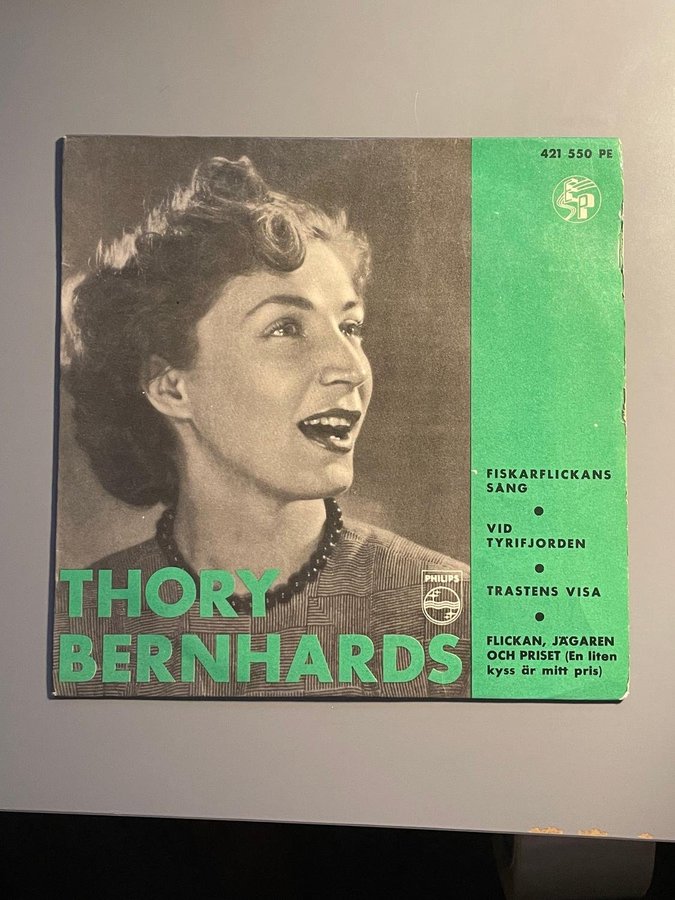 421 550 PE
EP
FISKARFLICKANS
SÅNG
VID
TYRIFJORDEN
TRASTENS VISA
FLICKAN, JÄGAREN
OCH PRISET (En liten
kyss är mitt pris)
PHILIPS
THORY
BERNHARDS